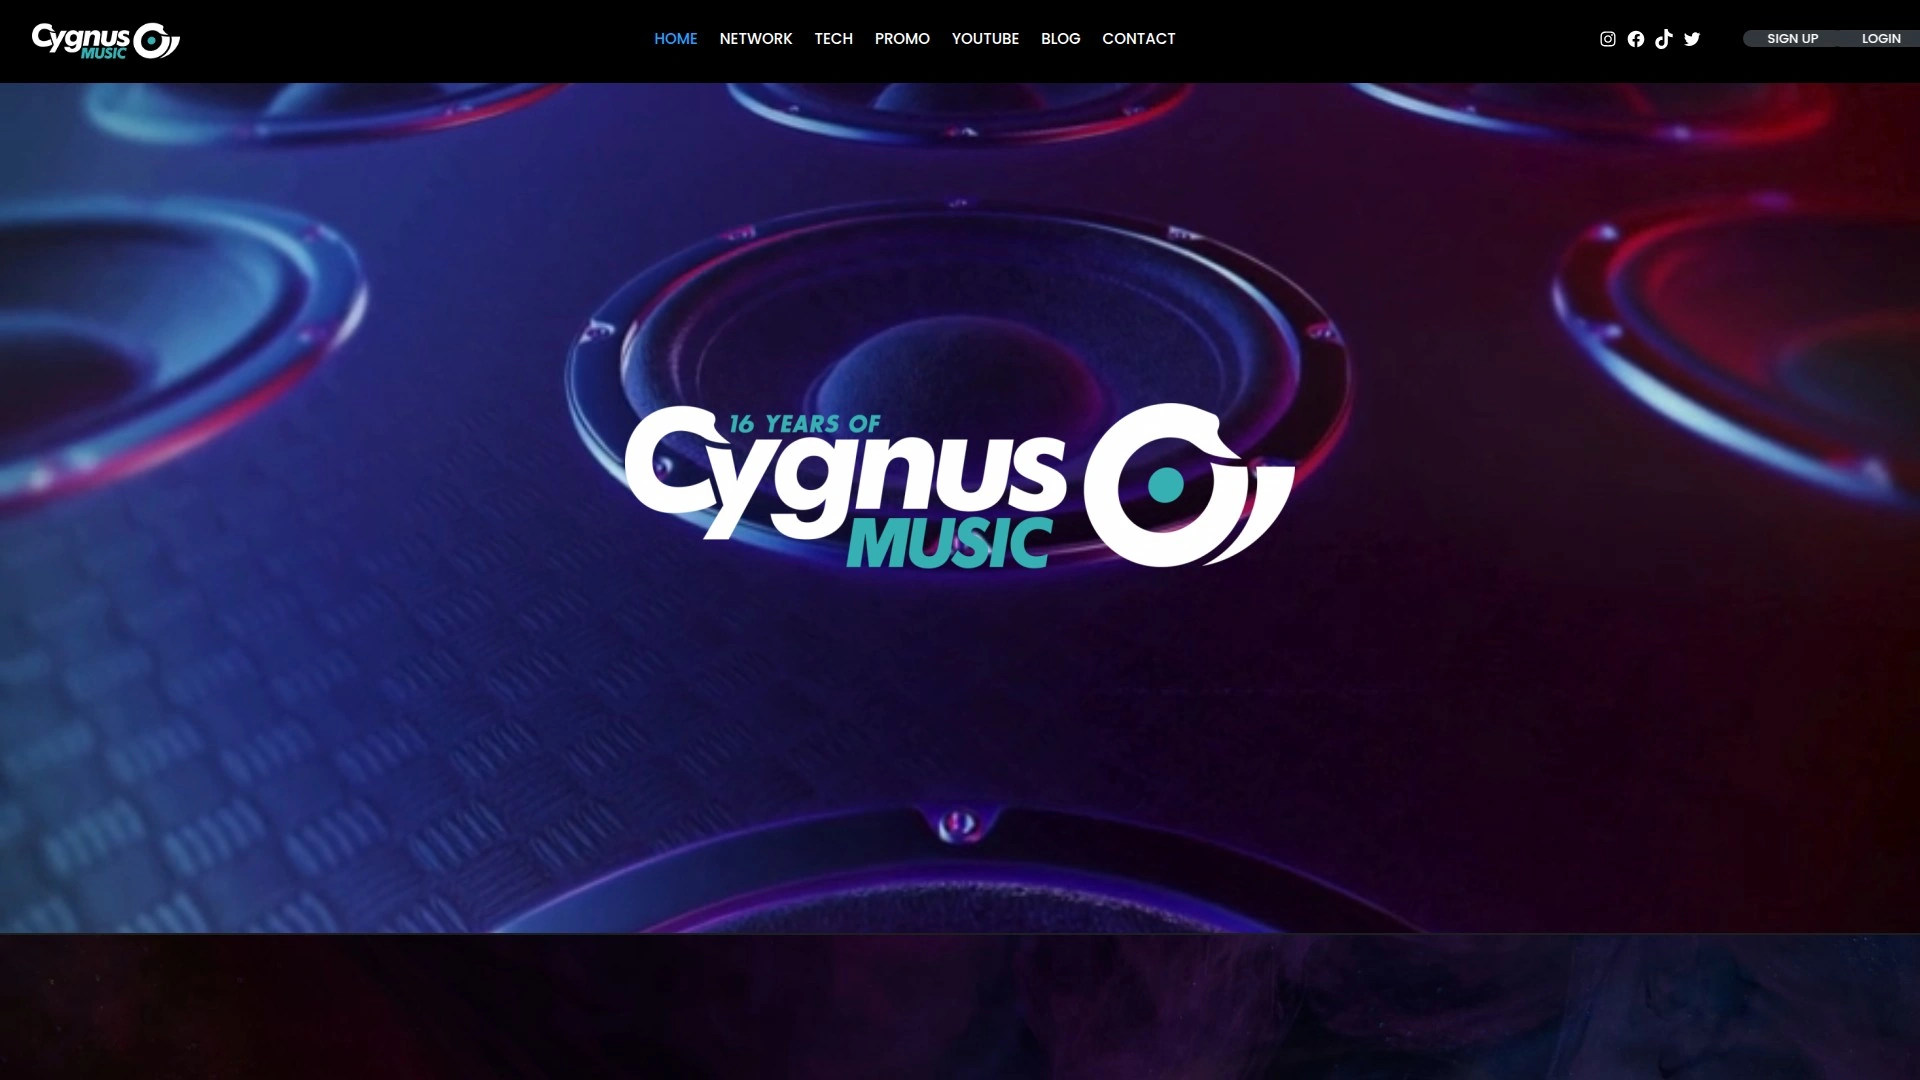 Cygnus
MUSIC
HOME NETWORK TECH PROMO YOUTUBE BLOG CONTACT
SIGN UP LOGIN
16 YEARS OF
Cygnus
MUSIC